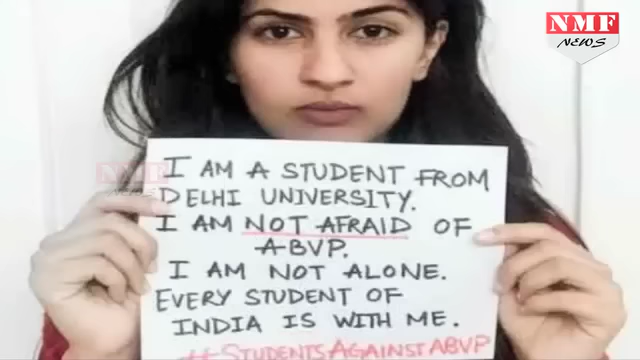 NMF
NEWS
NMF
I AM A STUDENT FROM
DELHI UNIVERSITY.
I AM NOT AFRAID OF
ABVP.
I AM NOT ALONE.
EVERY STUDENT OF
INDIA IS WITH ME.
#STUDENTSAGAINSTABVP